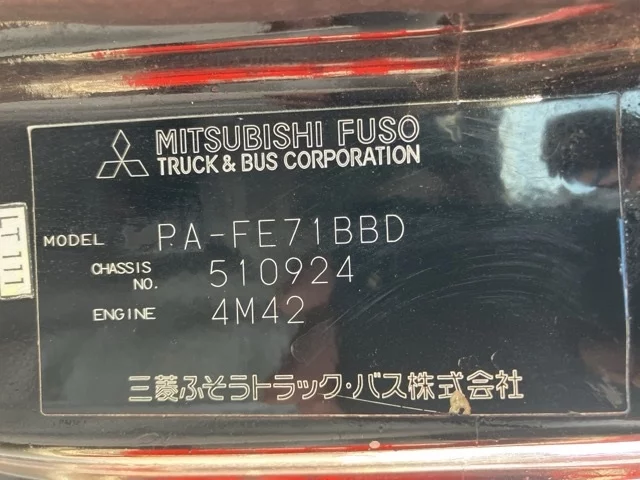 MITSUBISHI FUSO
TRUCK & BUS CORPORATION
MODEL PA-FE71BBD
CHASSIS NO. 510924
ENGINE 4M42
三菱ふそうトラック・バス株式会社